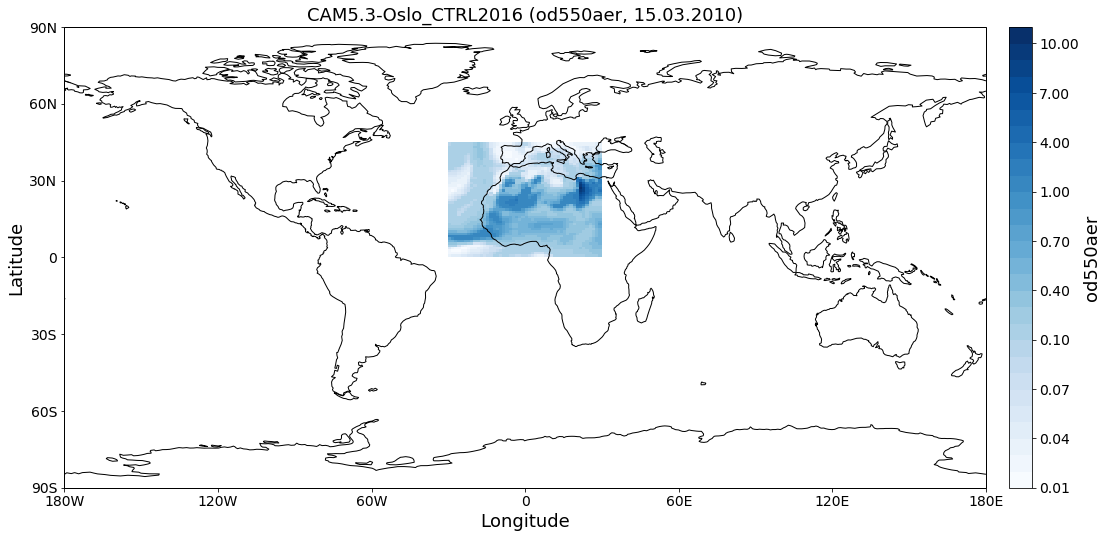 CAM5.3-Oslo_CTRL2016 (od550aer, 15.03.2010)
90N
60N
30N
0
30S
60S
90S
Latitude
180W
120W
60W
0
60E
120E
180E
Longitude
10.00
7.00
4.00
1.00
0.70
0.40
0.10
0.07
0.04
0.01
od550aer